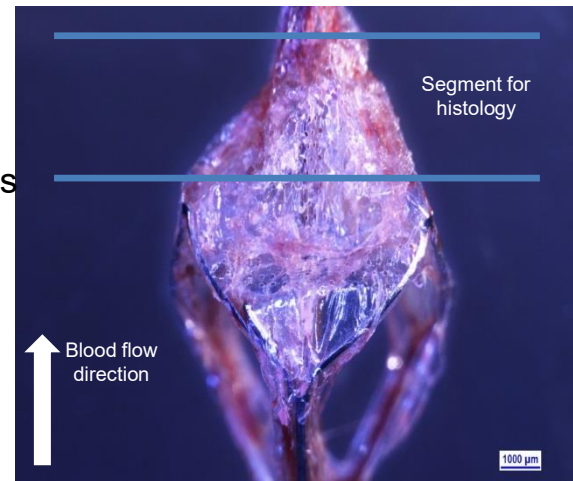 Segment for
histology
s
Blood flow
direction
1000 µm